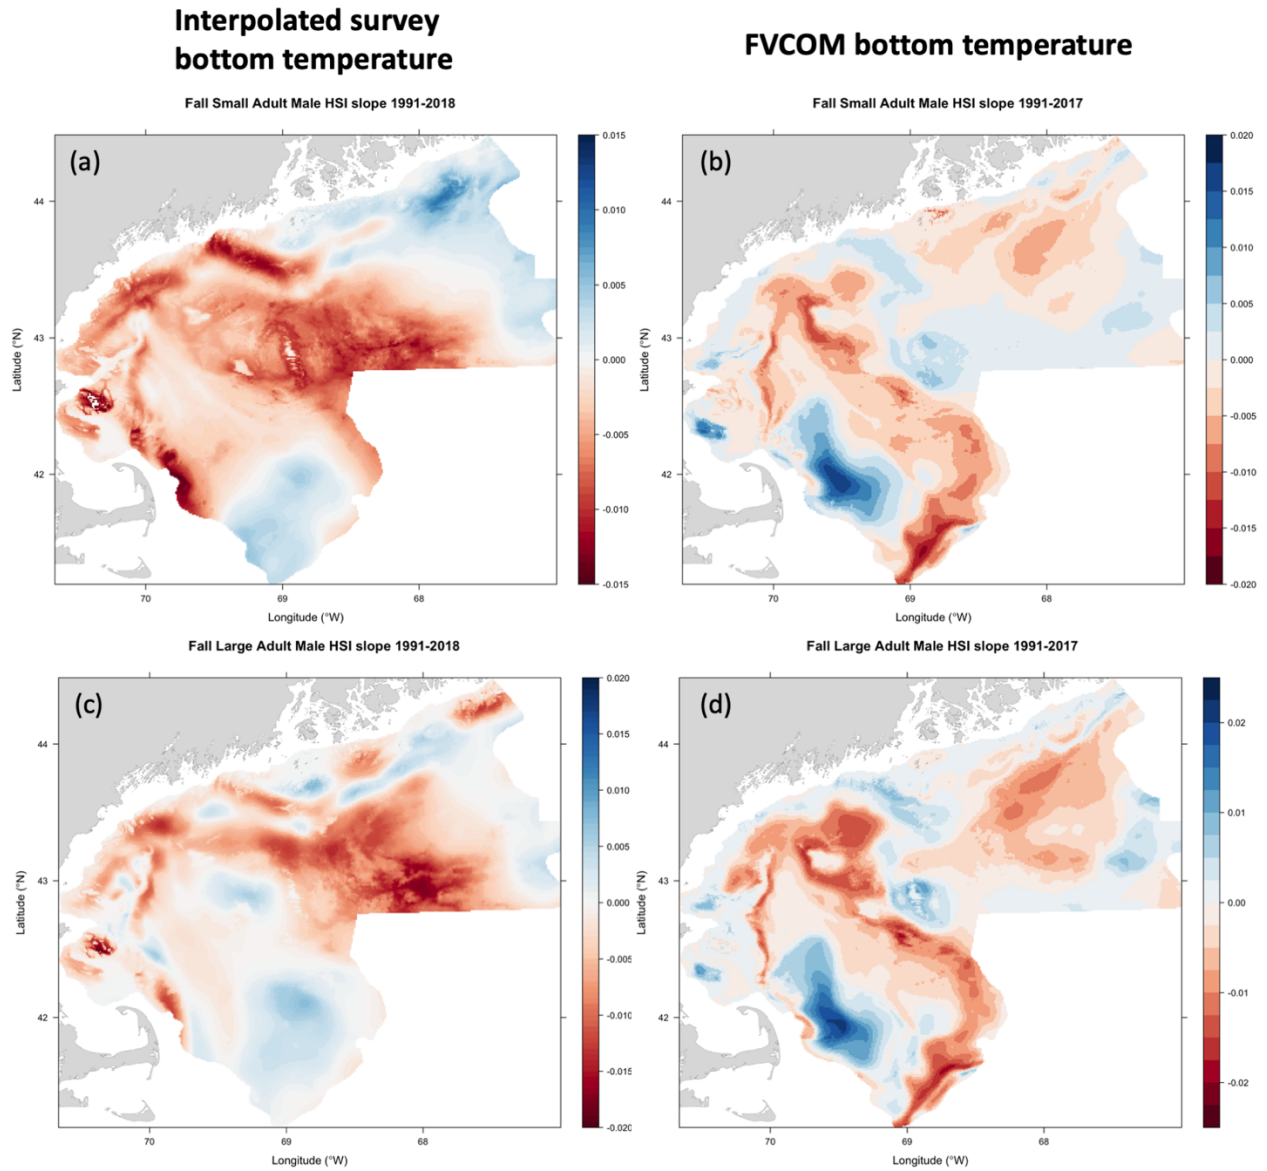 Interpolated survey
bottom temperature
FVCOM bottom temperature
Fall Small Adult Male HSI slope 1991-2018
Fall Small Adult Male HSI slope 1991-2017
(a)
(b)
0.015
0.010
0.005
0.000
-0.005
-0.010
-0.015
0.020
0.015
0.010
0.005
0.000
-0.005
-0.010
-0.015
-0.020
44
43
42
44
43
42
Latitude (°N)
Latitude (°N)
70
69
68
70
69
68
Longitude (°W)
Longitude (°W)
Fall Large Adult Male HSI slope 1991-2018
Fall Large Adult Male HSI slope 1991-2017
(c)
(d)
0.020
0.015
0.010
0.005
0.000
-0.005
-0.010
-0.015
-0.020
0.02
0.01
0.00
-0.01
-0.02
44
43
42
44
43
42
Latitude (°N)
Latitude (°N)
70
69
68
70
69
68
Longitude (°W)
Longitude (°W)